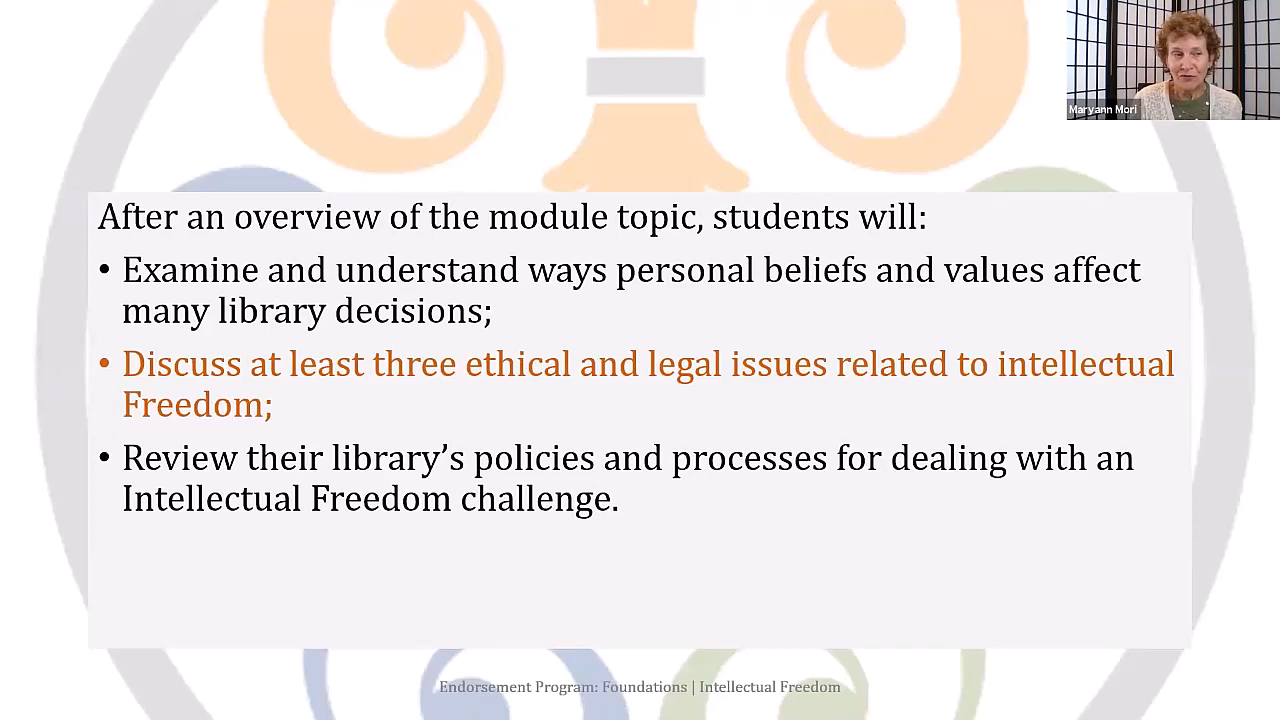 Maryann Mori
After an overview of the module topic, students will:
• Examine and understand ways personal beliefs and values affect
many library decisions;
• Discuss at least three ethical and legal issues related to intellectual
Freedom;
• Review their library's policies and processes for dealing with an
Intellectual Freedom challenge.
Endorsement Program: Foundations | Intellectual Freedom